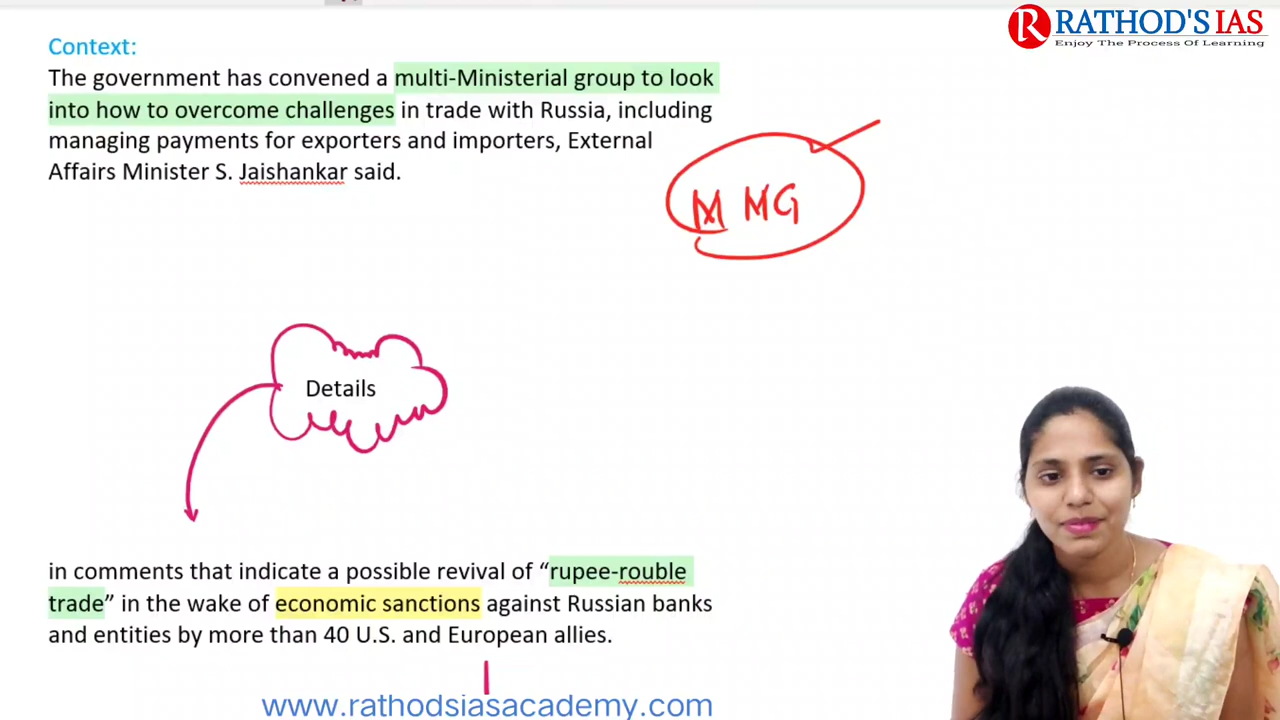 RATHOD'S IAS
Enjoy The Process Of Learning
Context:
The government has convened a multi-Ministerial group to look
into how to overcome challenges in trade with Russia, including
managing payments for exporters and importers, External
Affairs Minister S. Jaishankar said.
MMG
Details
in comments that indicate a possible revival of “rupee-rouble
trade” in the wake of economic sanctions against Russian banks
and entities by more than 40 U.S. and European allies.
www.rathodsiasacademy.com